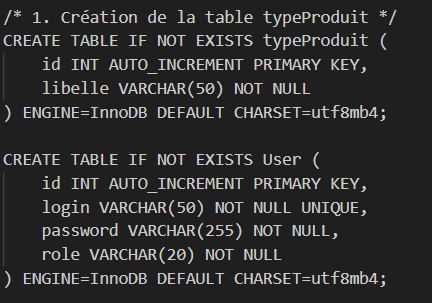 /* 1. Création de la table typeProduit */
CREATE TABLE IF NOT EXISTS typeProduit (
    id INT AUTO_INCREMENT PRIMARY KEY,
    libelle VARCHAR(50) NOT NULL
) ENGINE=InnoDB DEFAULT CHARSET=utf8mb4;

CREATE TABLE IF NOT EXISTS User (
    id INT AUTO_INCREMENT PRIMARY KEY,
    login VARCHAR(50) NOT NULL UNIQUE,
    password VARCHAR(255) NOT NULL,
    role VARCHAR(20) NOT NULL
) ENGINE=InnoDB DEFAULT CHARSET=utf8mb4;